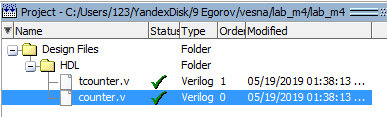 Project - C:/Users/123/YandexDisk/9 Egorov/vesna/lab_m4/lab_m4
Name Status Type Order Modified
Design Files Folder
HDL Folder
tcounter.v Verilog 1 05/19/2019 01:38:13 ...
counter.v Verilog 0 05/19/2019 01:38:13 ...